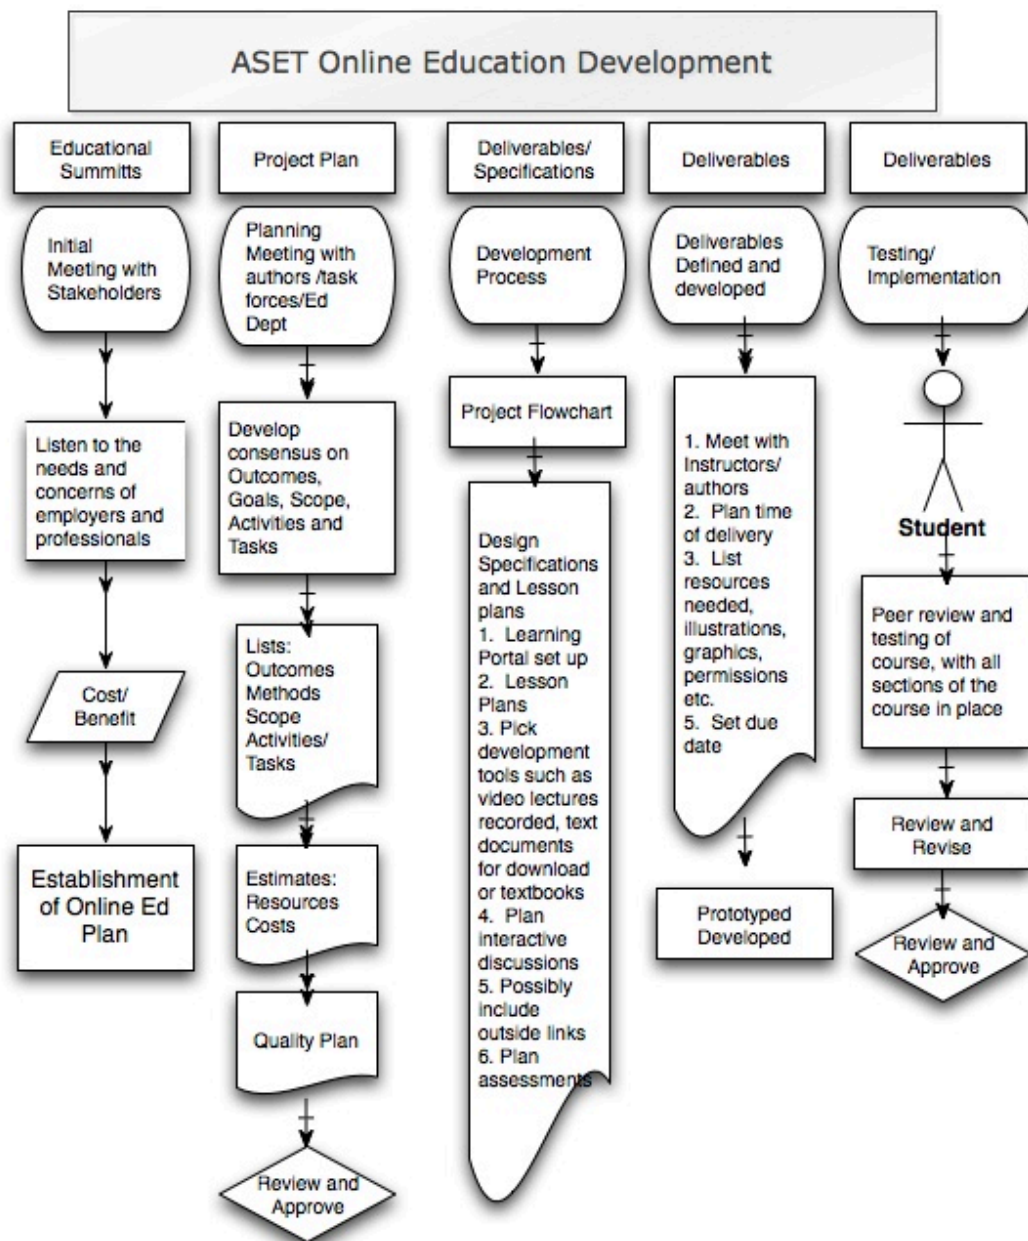 ASET Online Education Development
Educational
Summitts
Initial
Meeting with
Stakeholders
Listen to the
needs and
concerns of
employers and
professionals
Cost/
Benefit
Establishment
of Online Ed
Plan
Project Plan
Planning
Meeting with
authors /task
forces/Ed
Dept
Develop
consensus on
Outcomes,
Goals, Scope,
Activities and
Tasks
Lists:
Outcomes
Methods
Scope
Activities/
Tasks
Estimates:
Resources
Costs
Quality Plan
Review and
Approve
Deliverables/
Specifications
Development
Process
Project Flowchart
Design
Specifications
and Lesson
plans
1. Learning
Portal set up
2. Lesson
Plans
3. Pick
development
tools such as
video lectures
recorded, text
documents
for download
or textbooks
4. Plan
interactive
discussions
5. Possibly
include
outside links
6. Plan
assessments
Deliverables
Deliverables
Defined and
developed
1. Meet with
Instructors/
authors
2. Plan time
of delivery
3. List
resources
needed,
illustrations,
graphics,
permissions
etc.
5. Set due
date
Prototyped
Developed
Deliverables
Testing/
Implementation
Student
Peer review and
testing of
course, with all
sections of the
course in place
Review and
Revise
Review and
Approve